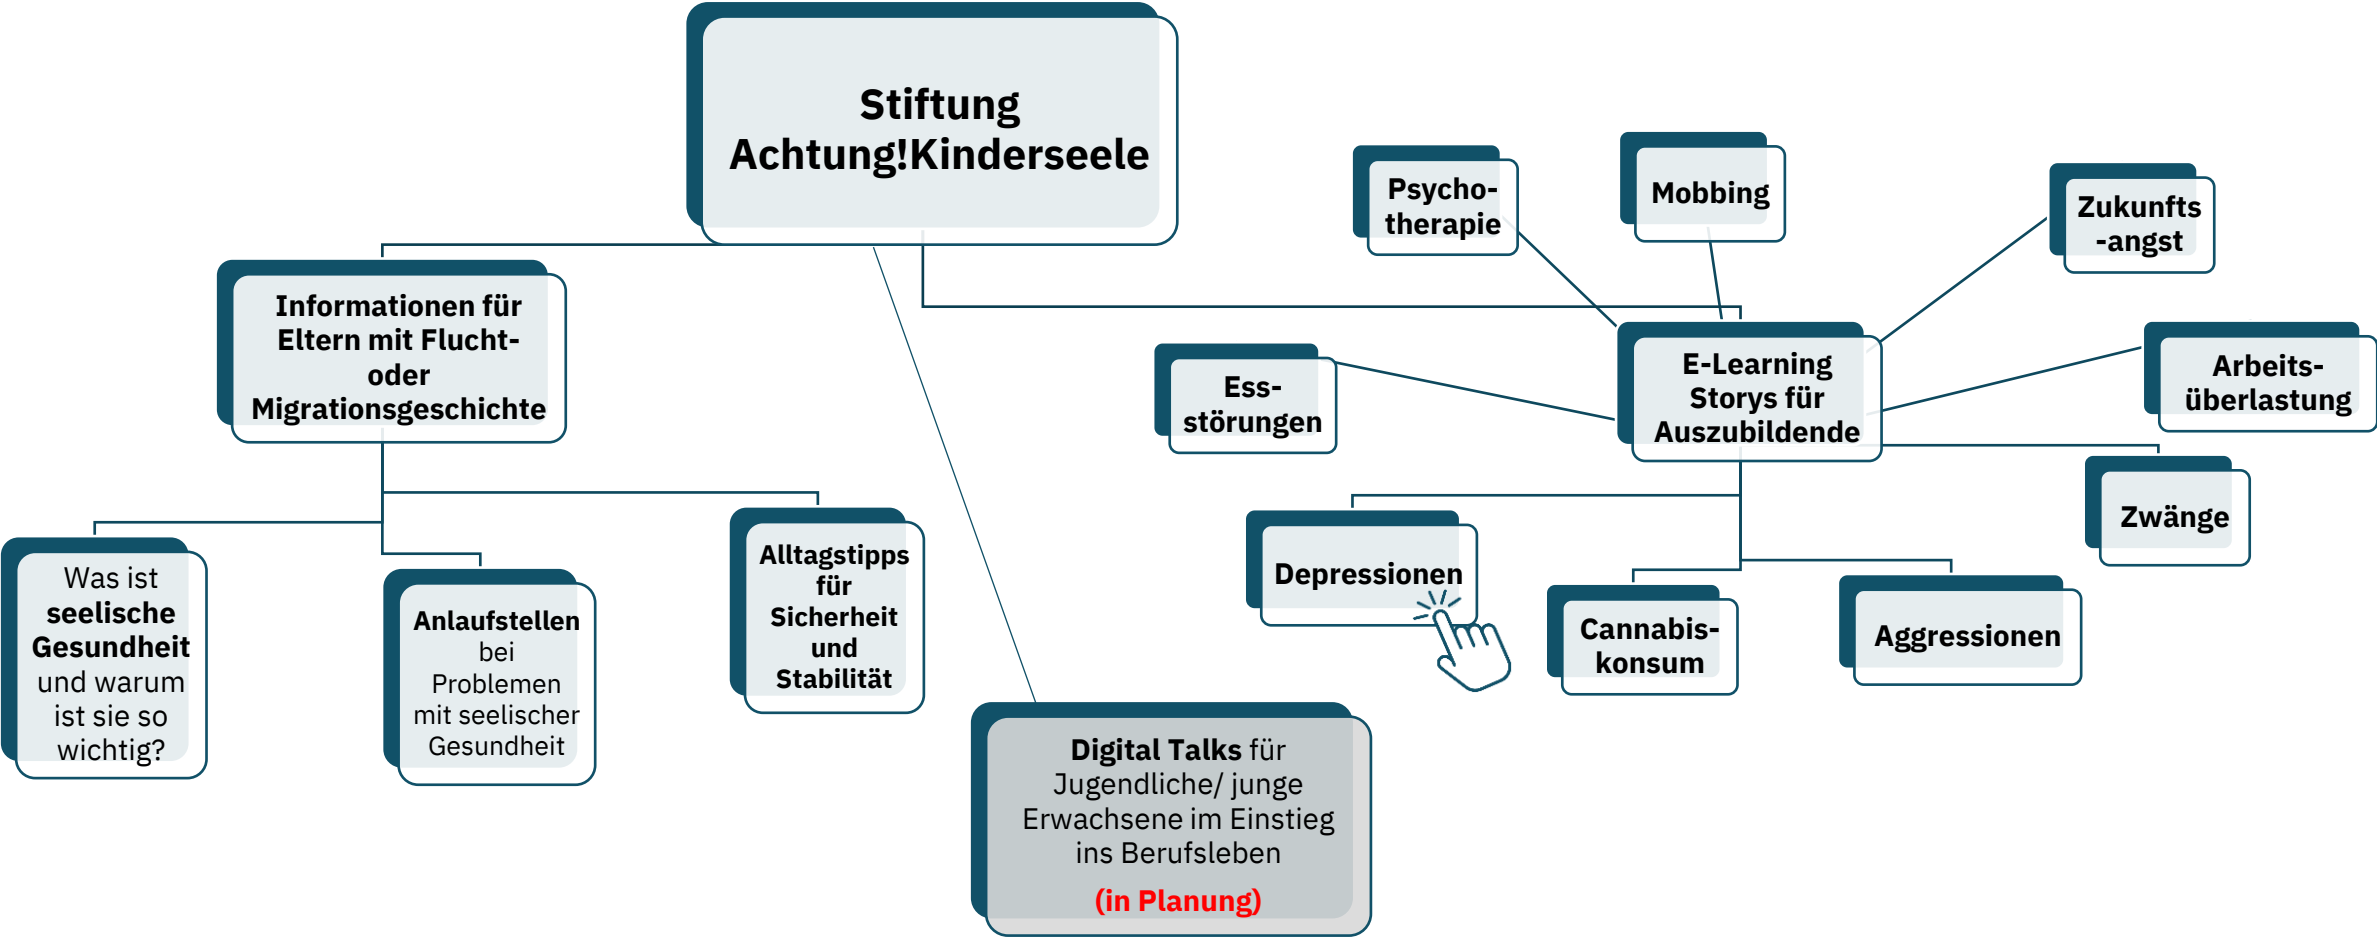 Stiftung
Achtung!Kinderseele
Informationen für
Eltern mit Flucht-
oder
Migrationsgeschichte
Was ist
seelische
Gesundheit
und warum
ist sie so
wichtig?
Anlaufstellen
bei
Problemen
mit seelischer
Gesundheit
Alltagstipps
für
Sicherheit
und
Stabilität
Digital Talks für
Jugendliche/ junge
Erwachsene im Einstieg
ins Berufsleben
(in Planung)
E-Learning
Storys für
Auszubildende
Psycho-
therapie
Mobbing
Zukunfts
-angst
Ess-
störungen
Arbeits-
überlastung
Depressionen
Cannabis-
konsum
Aggressionen
Zwänge